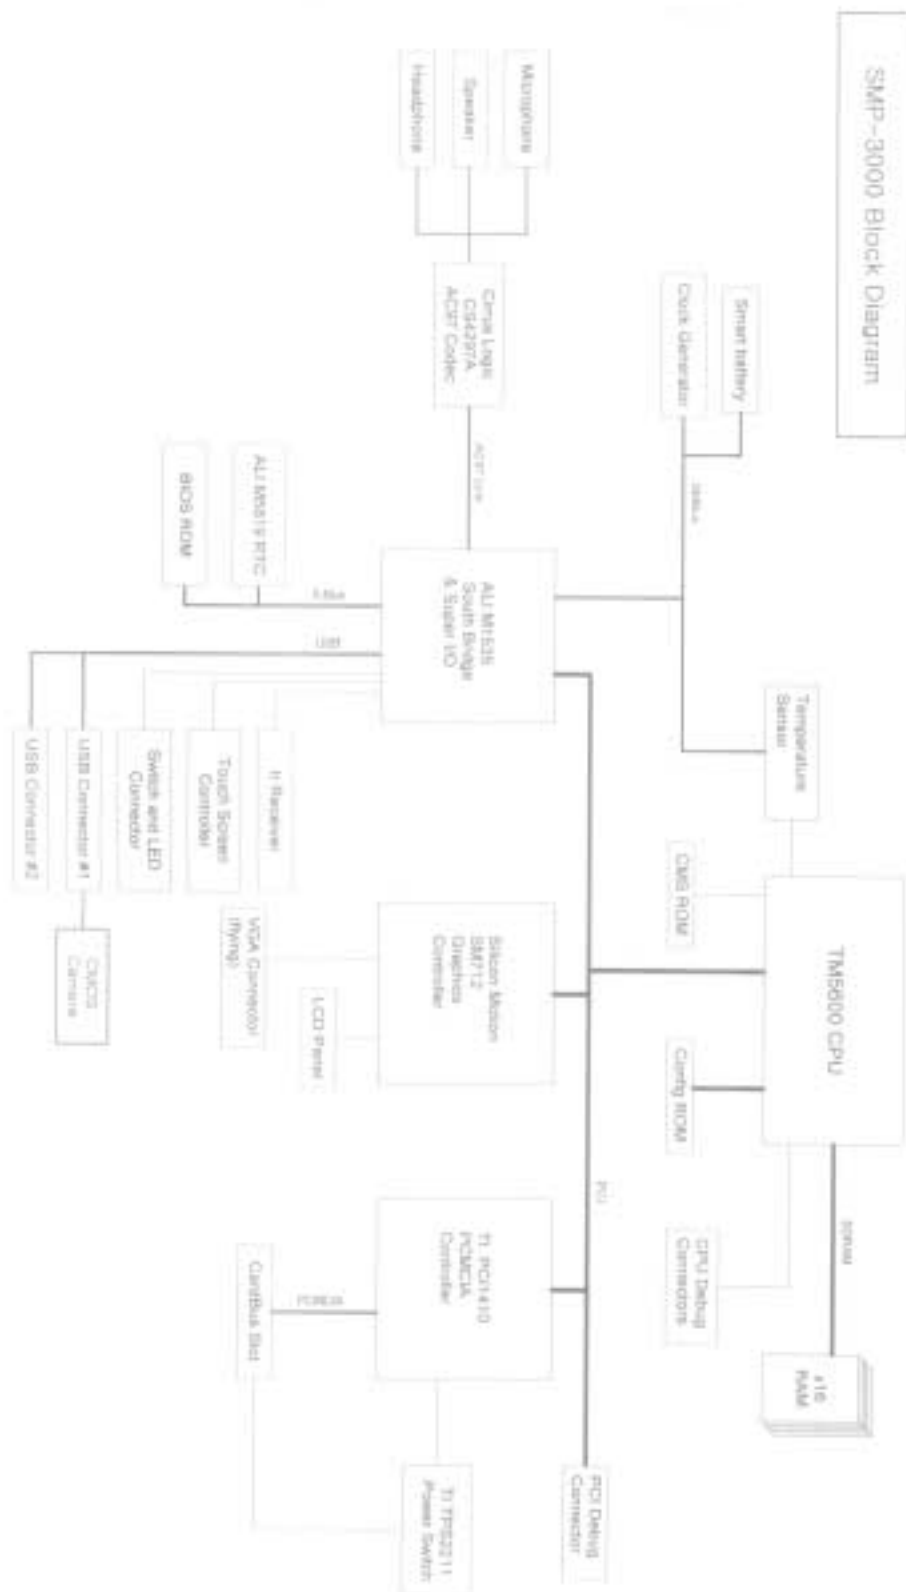 SMP-3000 Block Diagram
Microphone
Speaker
Headphone
Cirrus Logic
CS4297A
AC97 Codec
AC97 Link
Smart battery
Clock Generator
SMBus
Temperature
Sensor
TM5600 CPU
CMS ROM
Config ROM
CPU Debug
Connectors
SDRAM
x16
RAM
ALI M5819 RTC
BIOS ROM
ALI M1535
South Bridge
& Super I/O
USB
USB Connector #1
USB Connector #2
CMOS
Camera
Switch and LED
Connector
Touch Screen
Controller
Ir Receiver
Silicon Motion
SM712
Graphics
Controller
VGA Connector
(flying)
LCD Panel
PCI
TI PCI1410
PCMCIA
Controller
PCMCIA
CardBus Slot
TI TPS2211
Power Switch
PCI Debug
Connector